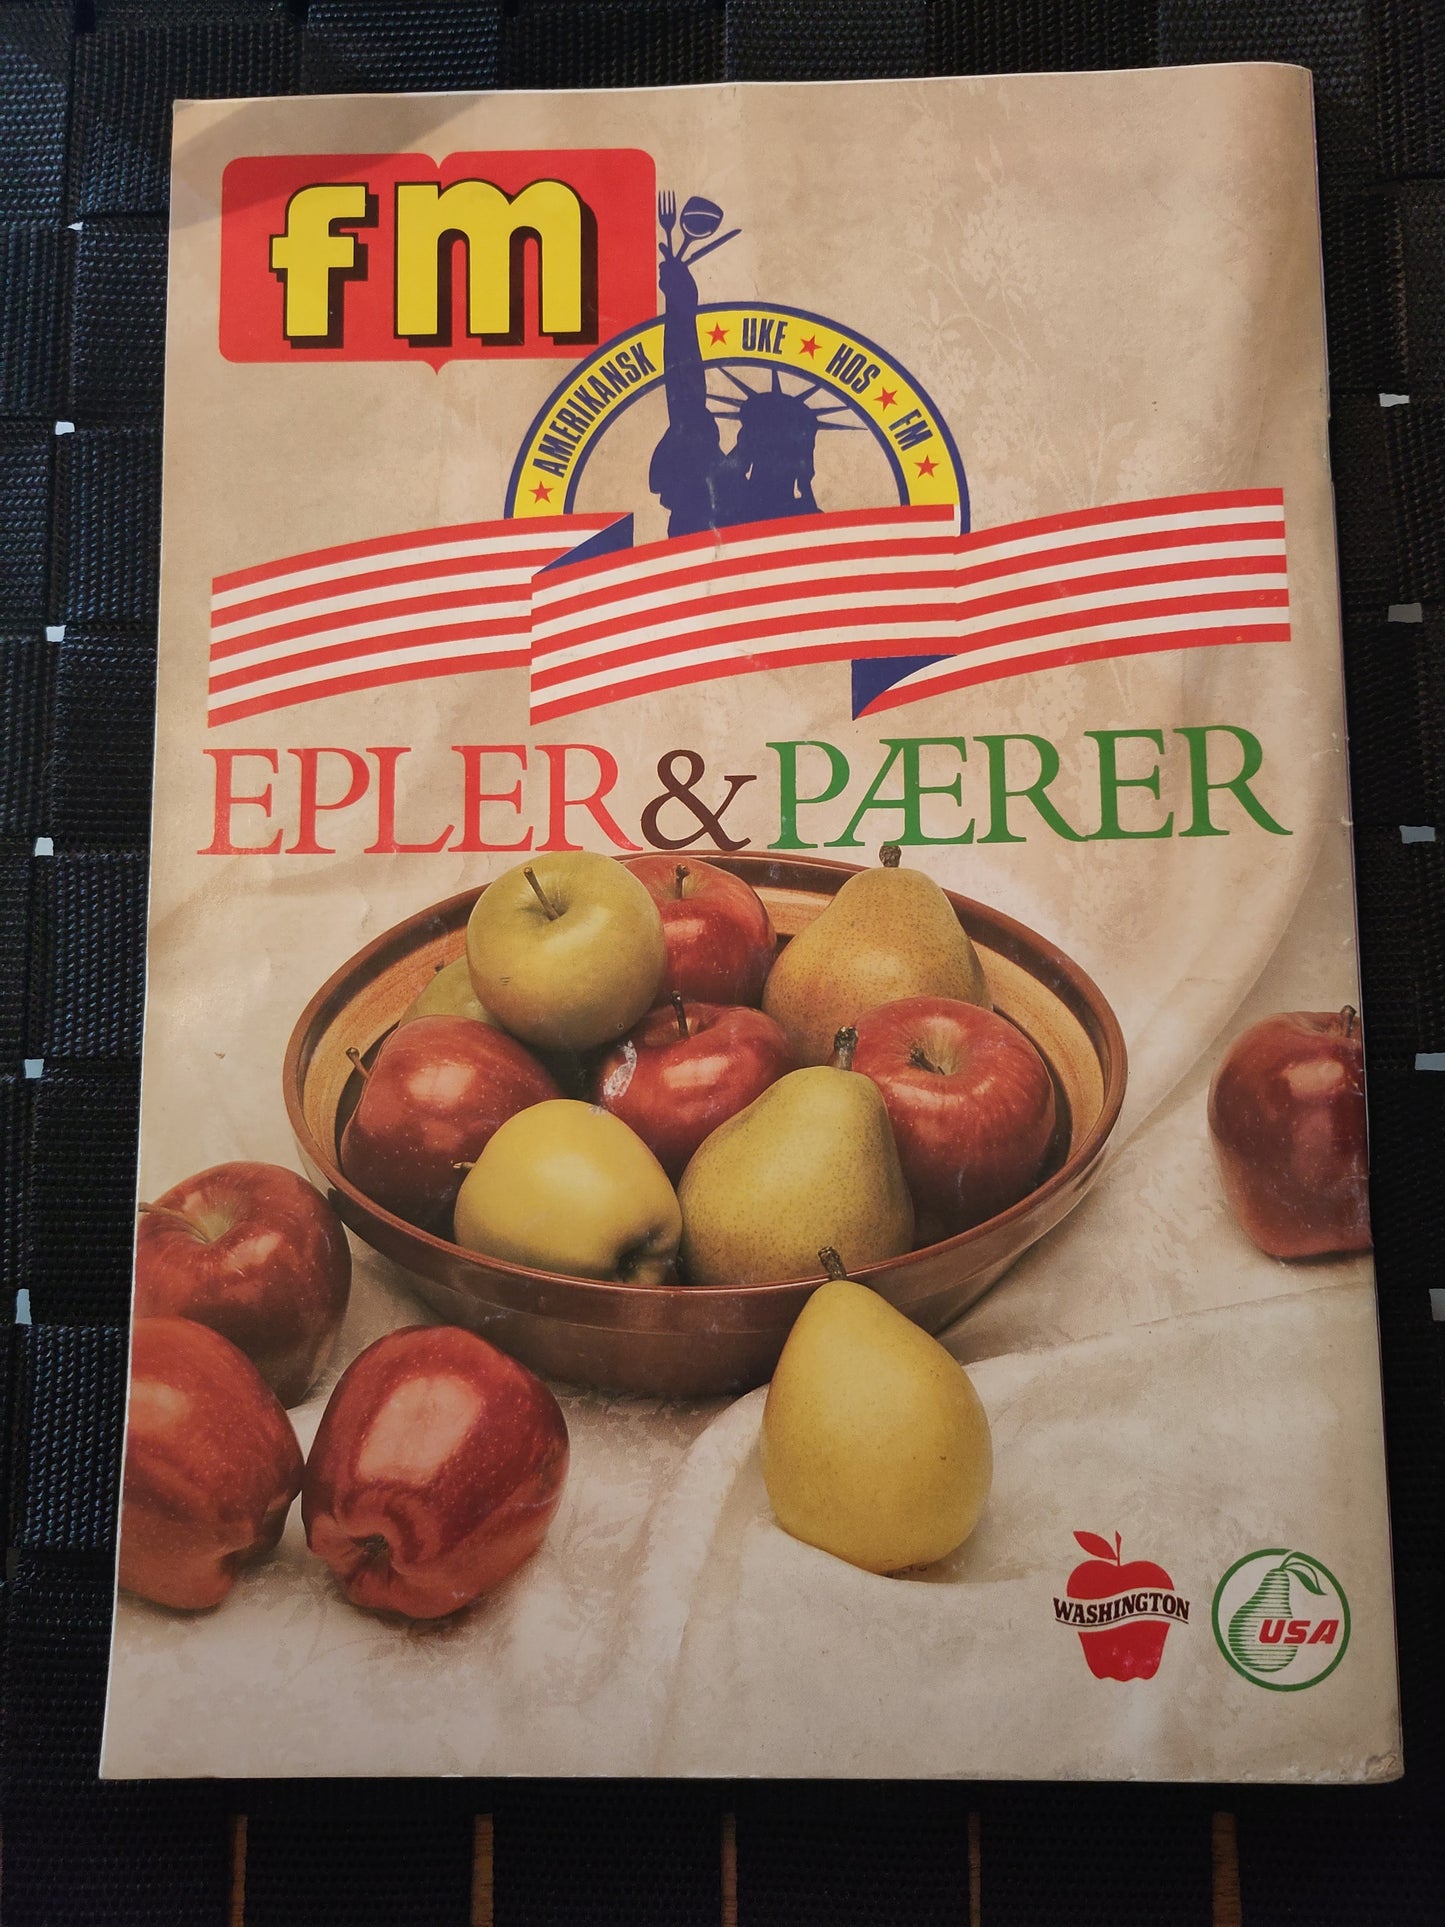 fm
AMERIKANSK ★ UKE ★ HOS ★ FM
EPLER & PÆRER
WASHINGTON
USA